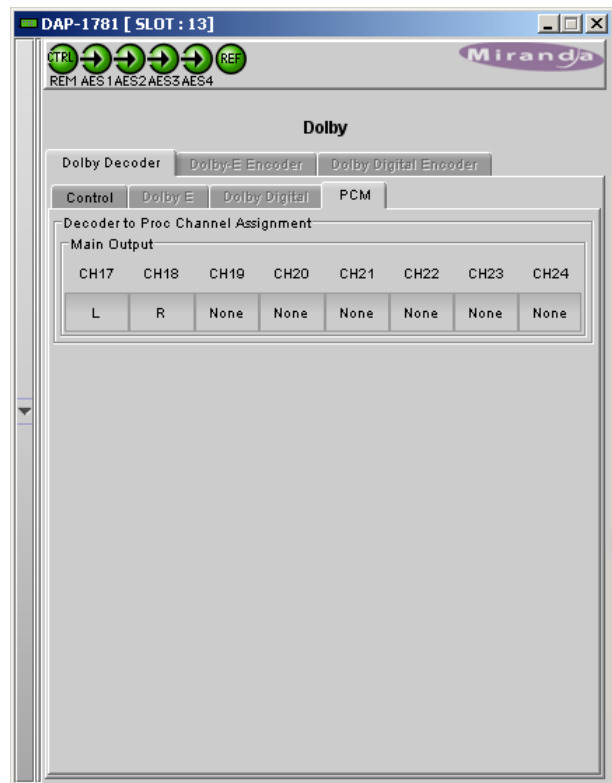 DAP-1781 [ SLOT : 13]
CTRL REF
REM AES1 AES2 AES3 AES4
Miranda
Dolby
Dolby Decoder Dolby-E Encoder Dolby Digital Encoder
Control Dolby E Dolby Digital PCM
Decoder to Proc Channel Assignment
Main Output
CH17 CH18 CH19 CH20 CH21 CH22 CH23 CH24
L R None None None None None None